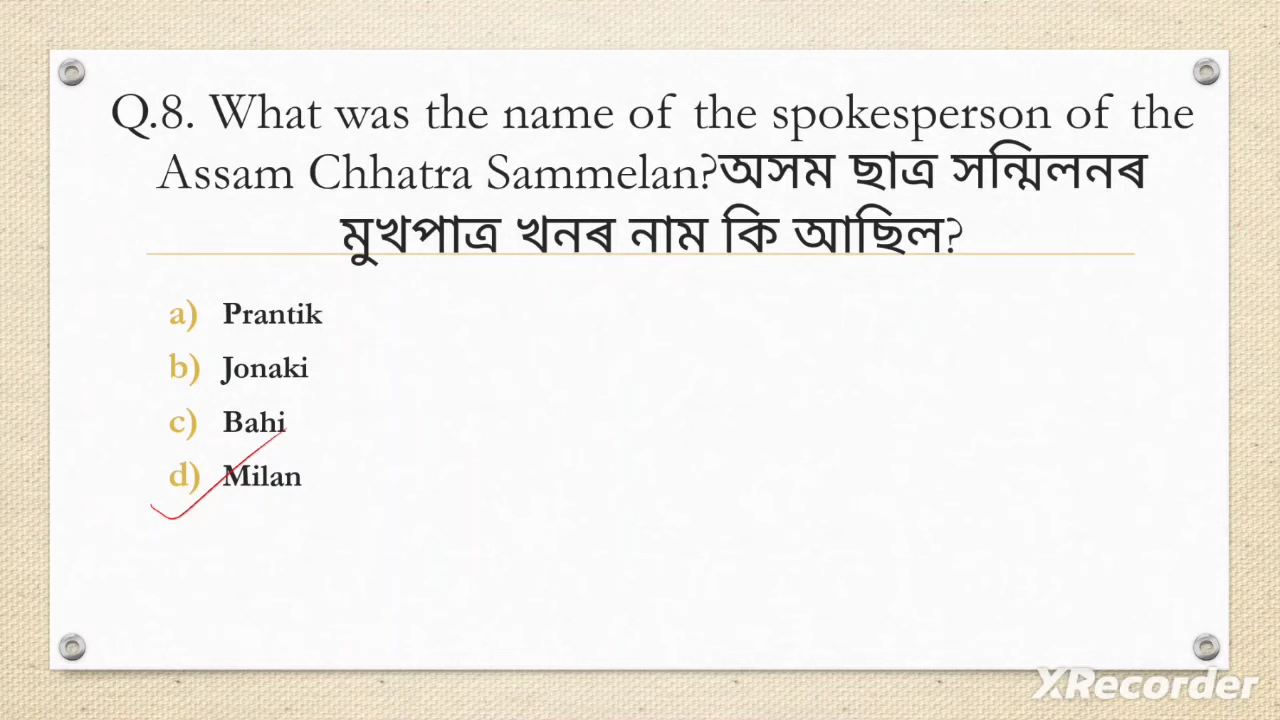 Q.8. What was the name of the spokesperson of the
Assam Chhatra Sammelan?অসম ছাত্ৰ সন্মিলনৰ
মুখপাত্ৰ খনৰ নাম কি আছিল?
a) Prantik
b) Jonaki
c) Bahi
d) Milan
XRecorder